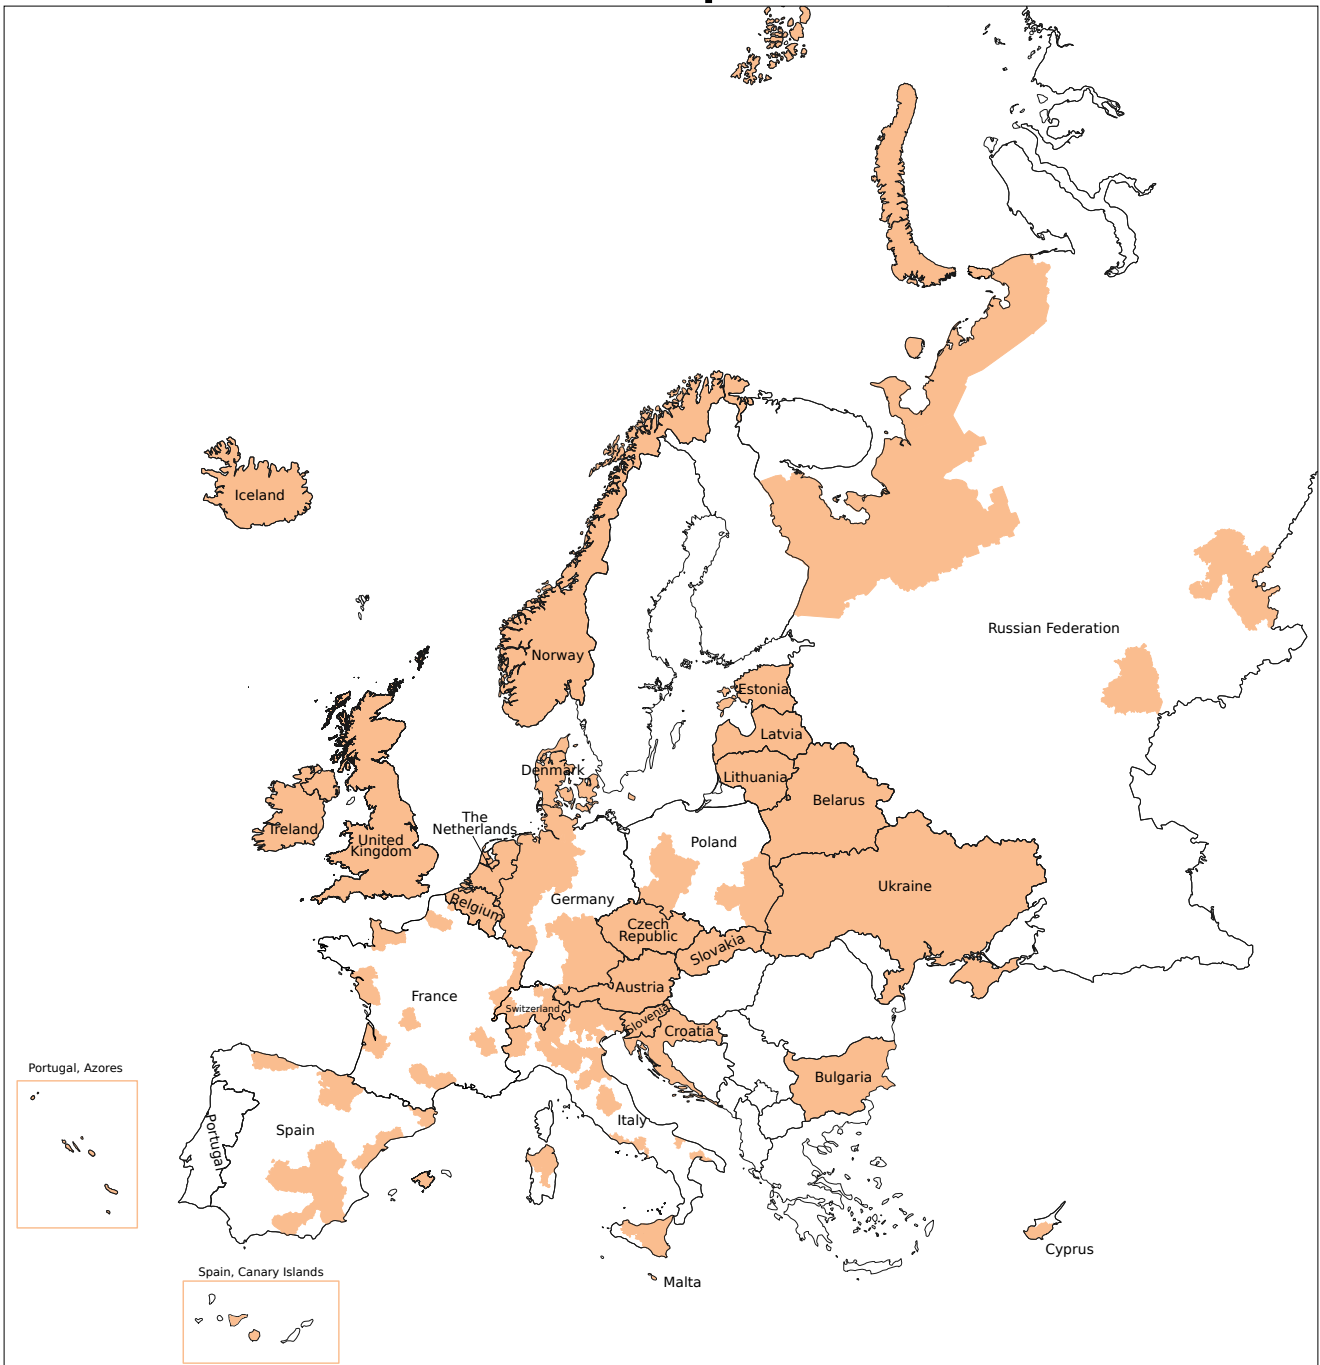 Iceland
Norway
Russian Federation
Estonia
Latvia
Denmark
Lithuania
Belarus
The
Netherlands
Ireland
United
Kingdom
Poland
Ukraine
Belgium
Germany
Czech
Republic
Slovakia
Austria
France
Switzerland
Slovenia
Croatia
Portugal, Azores
Bulgaria
Italy
Spain
Portugal
Cyprus
Spain, Canary Islands
Malta